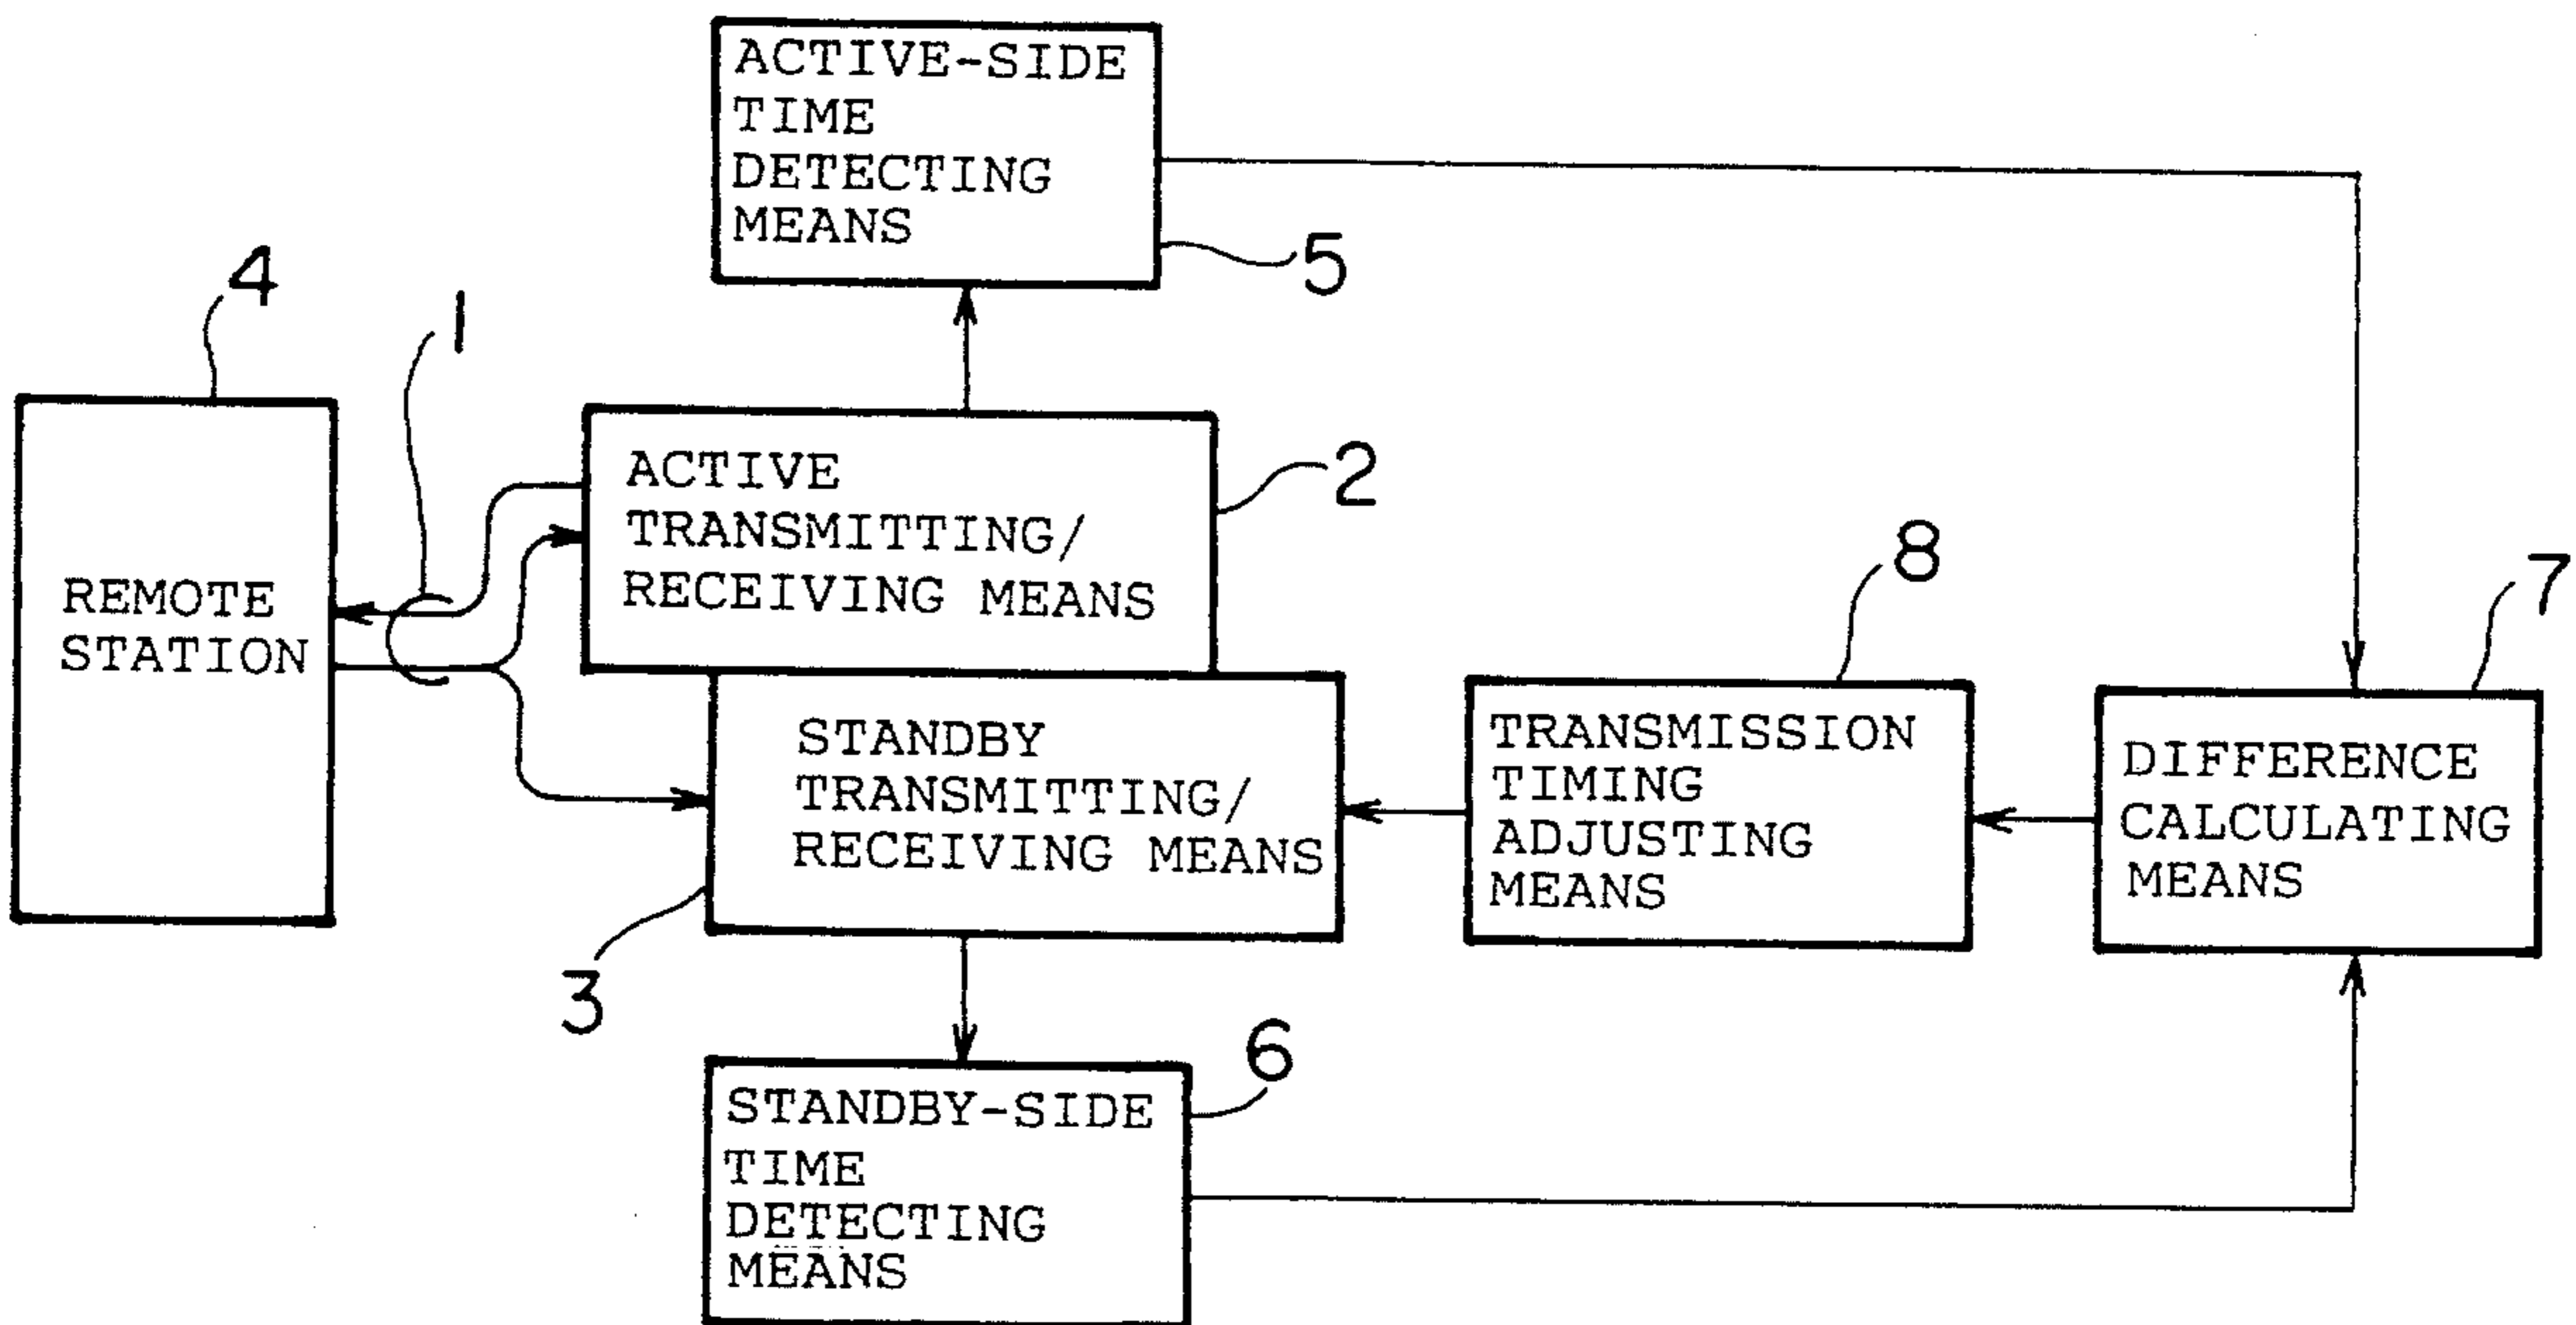 ACTIVE-SIDE
TIME
DETECTING
MEANS
5
4
1
REMOTE
STATION
ACTIVE
TRANSMITTING/
RECEIVING MEANS
2
STANDBY
TRANSMITTING/
RECEIVING MEANS
3
8
TRANSMISSION
TIMING
ADJUSTING
MEANS
7
DIFFERENCE
CALCULATING
MEANS
6
STANDBY-SIDE
TIME
DETECTING
MEANS